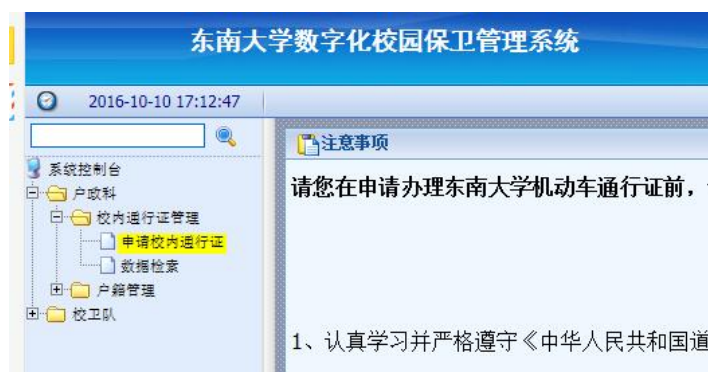 东南大学数字化校园保卫管理系统
2016-10-10 17:12:47
注意事项
系统控制台
户政科
校内通行证管理
申请校内通行证
数据检索
户籍管理
校卫队
请您在申请办理东南大学机动车通行证前，
1、认真学习并严格遵守《中华人民共和国道